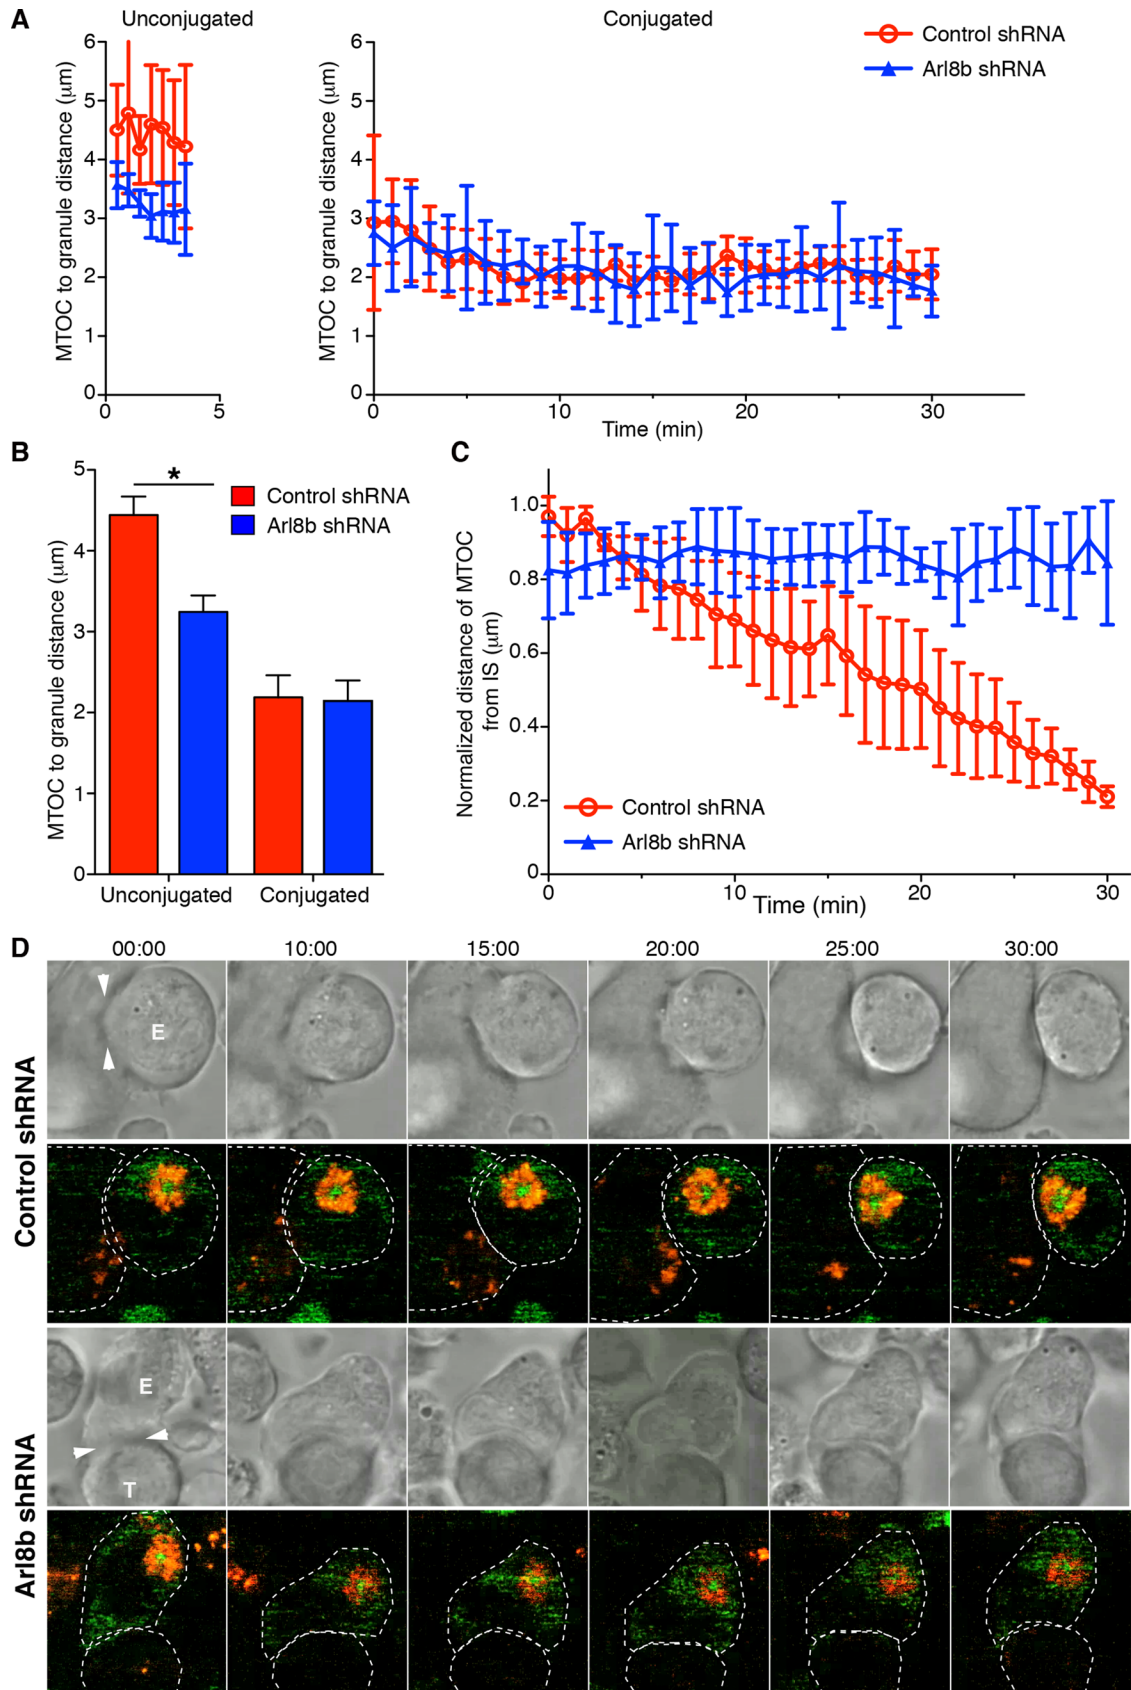 A
Unconjugated
Conjugated
Control shRNA
Arl8b shRNA
MTOC to granule distance (µm)
6
5
4
3
2
1
0
0
5
MTOC to granule distance (µm)
6
5
4
3
2
1
0
0
10
20
30
Time (min)
B
MTOC to granule distance (µm)
5
4
3
2
1
0
*
Control shRNA
Arl8b shRNA
Unconjugated
Conjugated
C
Normalized distance of MTOC
from IS (µm)
1.0
0.8
0.6
0.4
0.2
0
Control shRNA
Arl8b shRNA
0
10
20
30
Time (min)
D
00:00 10:00 15:00 20:00 25:00 30:00
Control shRNA
E
Arl8b shRNA
E
T